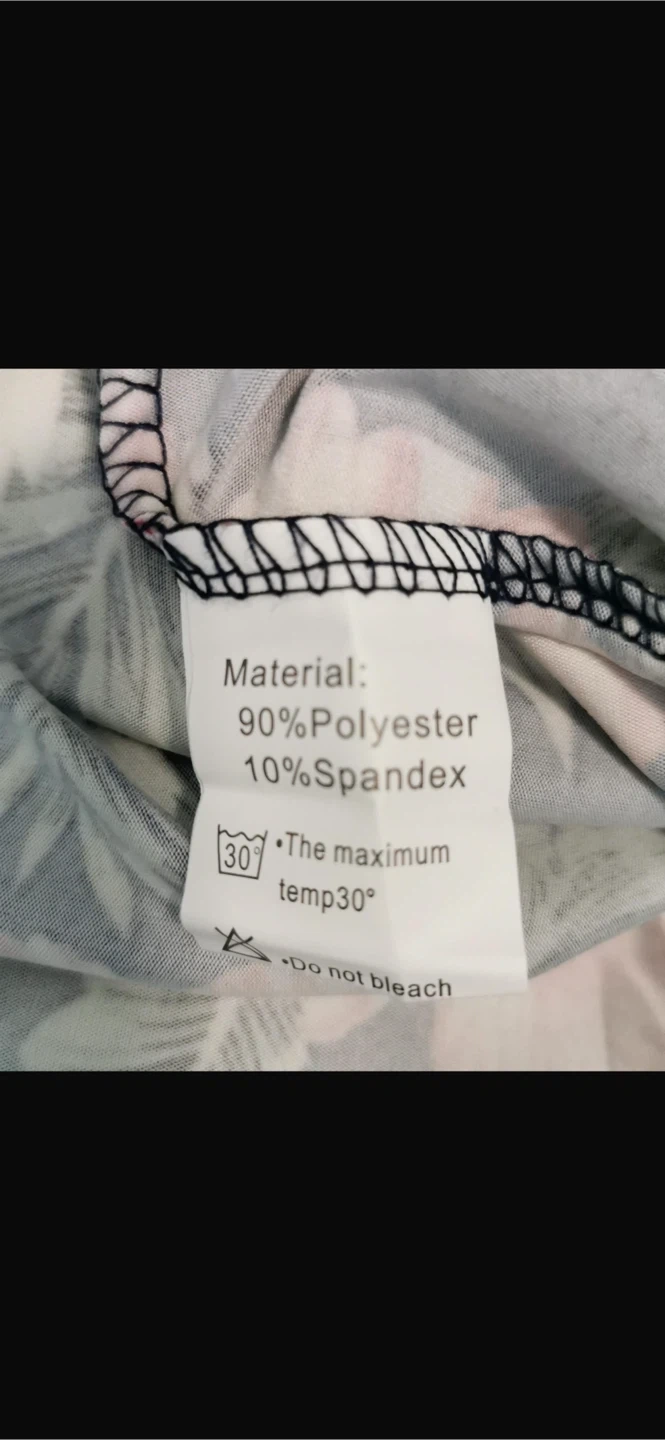 Material:
90%Polyester
10%Spandex
30° •The maximum
temp30°
•Do not bleach